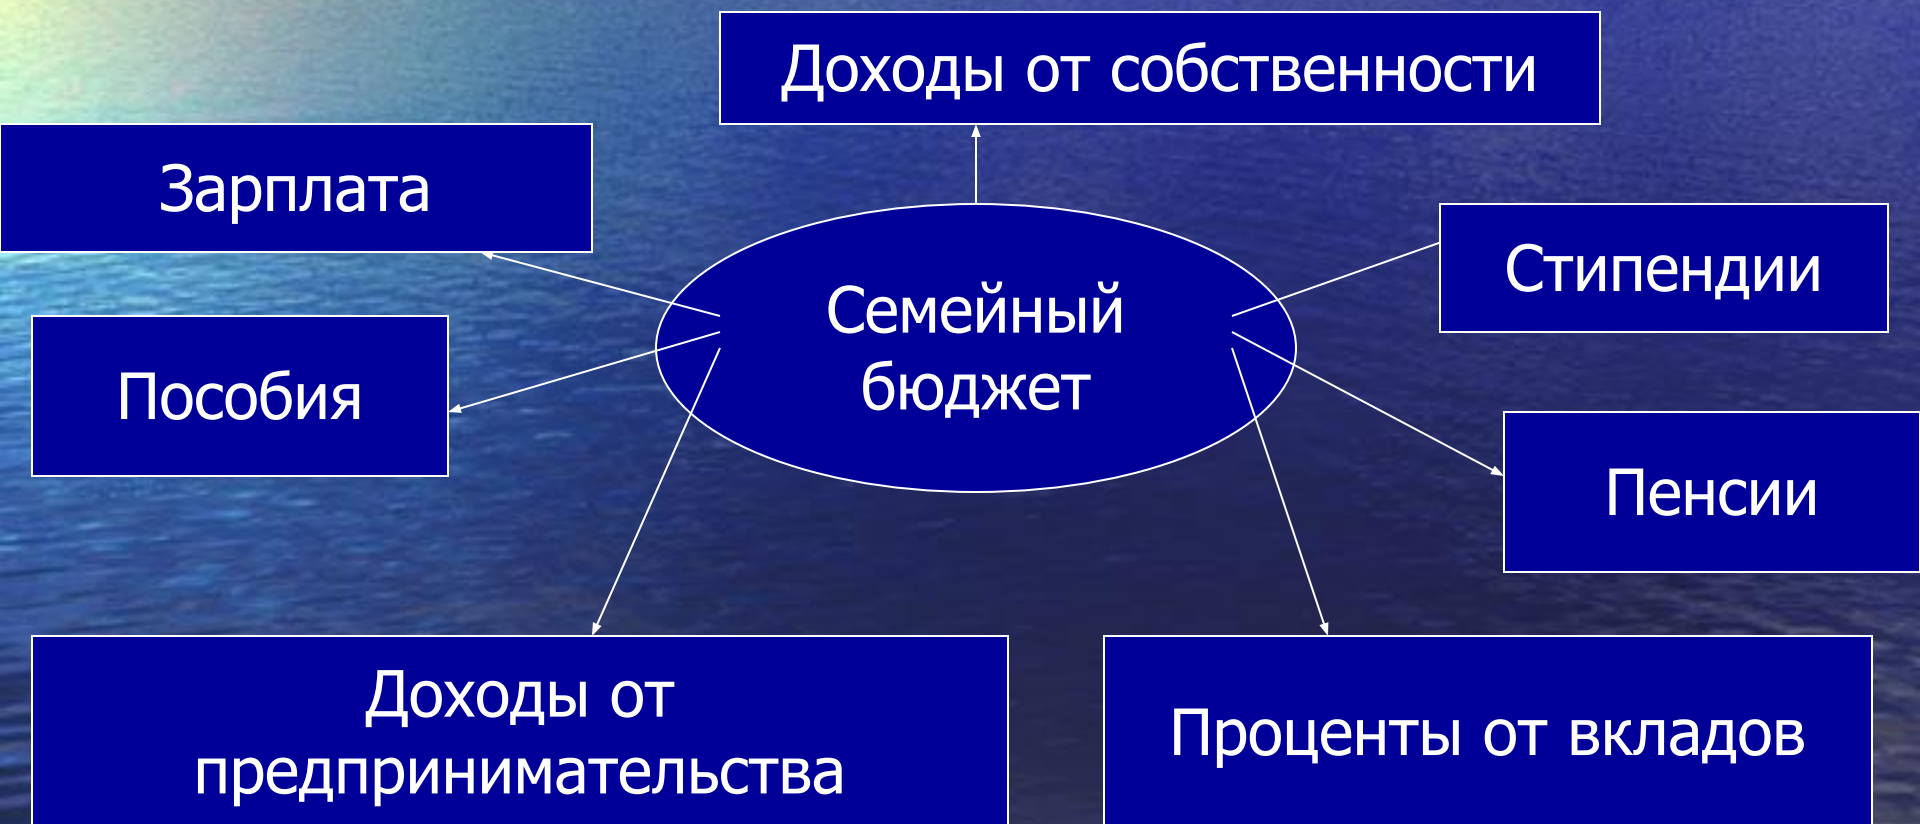 Доходы от собственности
Зарплата
Стипендии
Семейный
бюджет
Пособия
Пенсии
Доходы от
предпринимательства
Проценты от вкладов